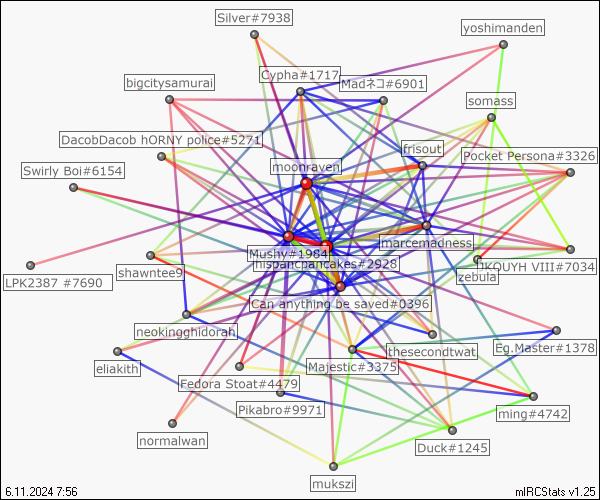 Silver#7938
yoshimanden
Cypha#1717
Madネコ#6901
bigcitysamurai
somass
DacobDacob hORNY police#5271
frisout
Pocket Persona#3326
moonraven
Swirly Boi#6154
marcemadness
Mushy#1984
hispanicpancakes#2928
JKOUYH VIII#7034
shawntee9
zebula
LPK2387 #7690
Can anything be saved#0396
neokingghidorah
Eg.Master#1378
thesecondtwat
Majestic#3375
eliakith
Fedora Stoat#4479
Pikabro#9971
ming#4742
normalwan
Duck#1245
mukszi
6.11.2024 7:56
mIRCStats v1.25